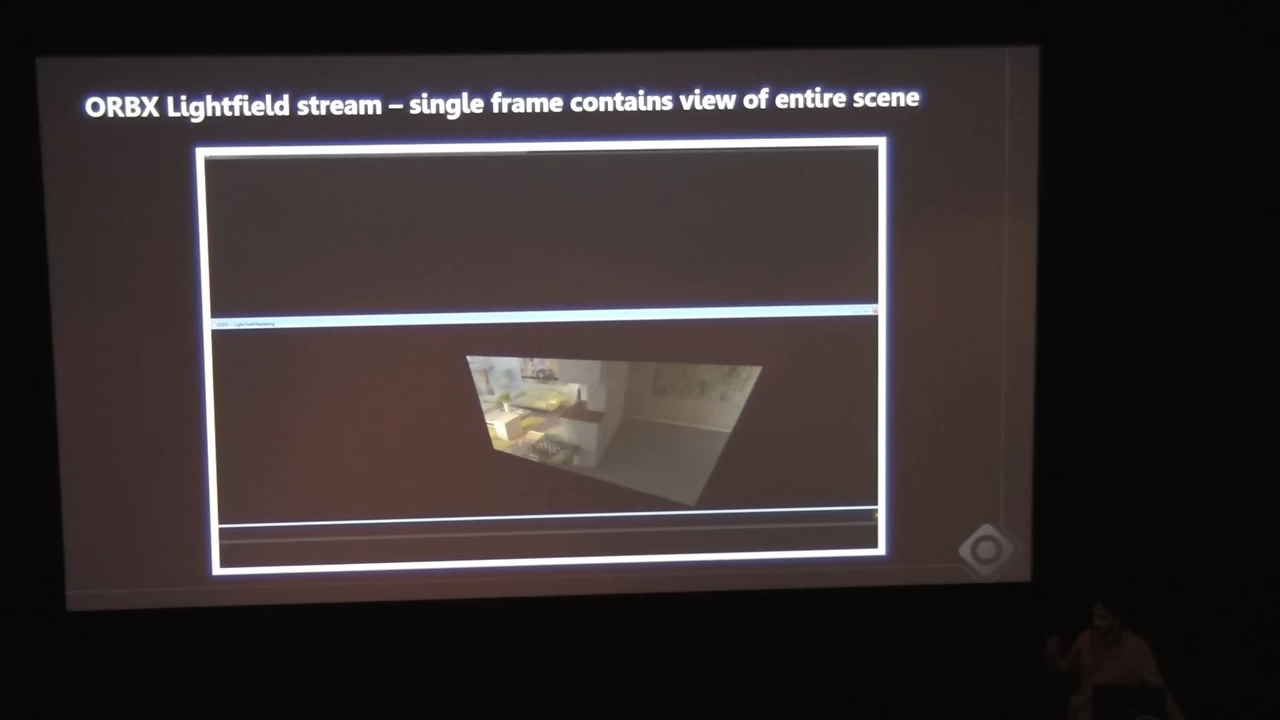 ORBX Lightfield stream – single frame contains view of entire scene